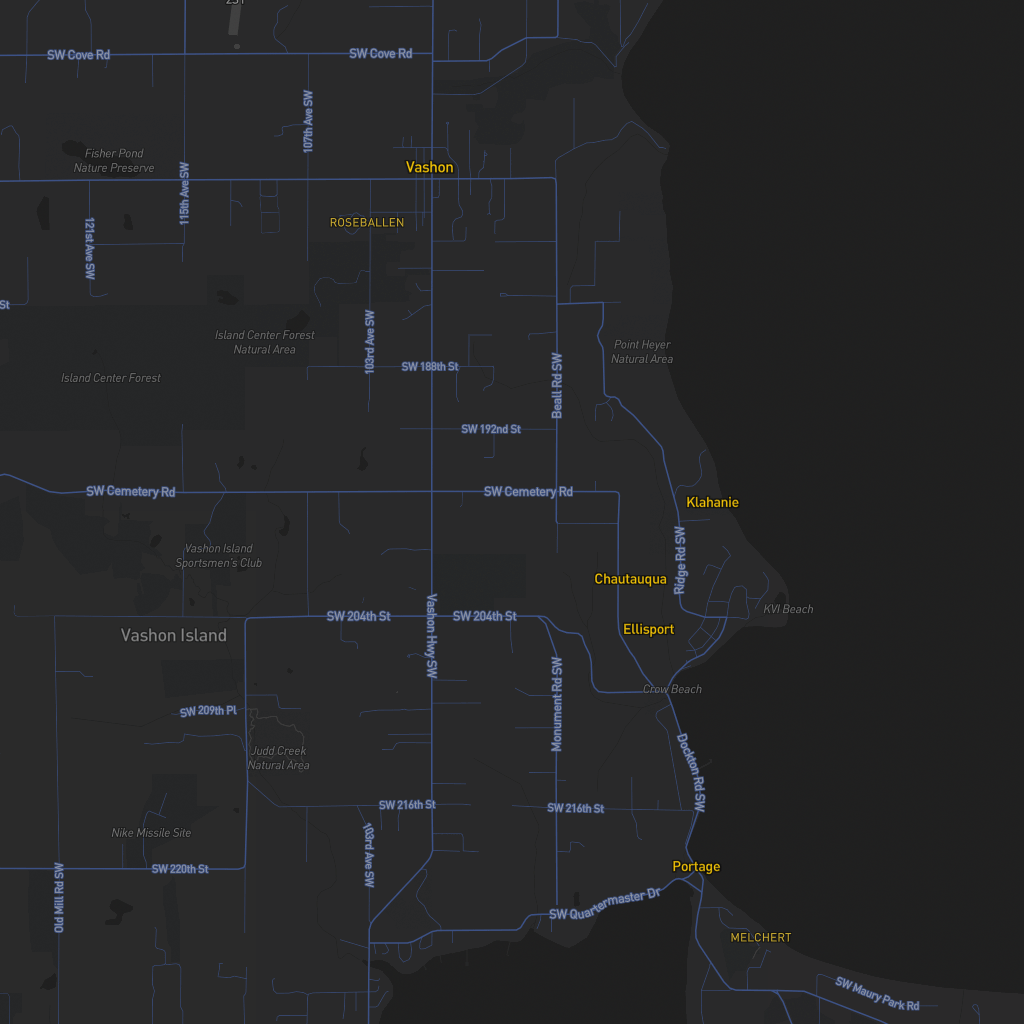 SW Cove Rd
SW Cove Rd
107th Ave SW
Fisher Pond
Nature Preserve
Vashon
115th Ave SW
ROSEBALLEN
121st Ave SW
St
Island Center Forest
Natural Area
103rd Ave SW
Point Heyer
Natural Area
Island Center Forest
SW 188th St
Beall Rd SW
SW 192nd St
SW Cemetery Rd
SW Cemetery Rd
Klahanie
Vashon Island
Sportsmen's Club
Ridge Rd SW
Chautauqua
KVI Beach
SW 204th St
SW 204th St
Vashon Hwy SW
Ellisport
Vashon Island
Crow Beach
Monument Rd SW
SW 209th Pl
Judd Creek
Natural Area
Dockton Rd SW
SW 216th St
SW 216th St
Nike Missile Site
103rd Ave SW
SW 220th St
Portage
Old Mill Rd SW
SW Quartermaster Dr
MELCHERT
SW Maury Park Rd